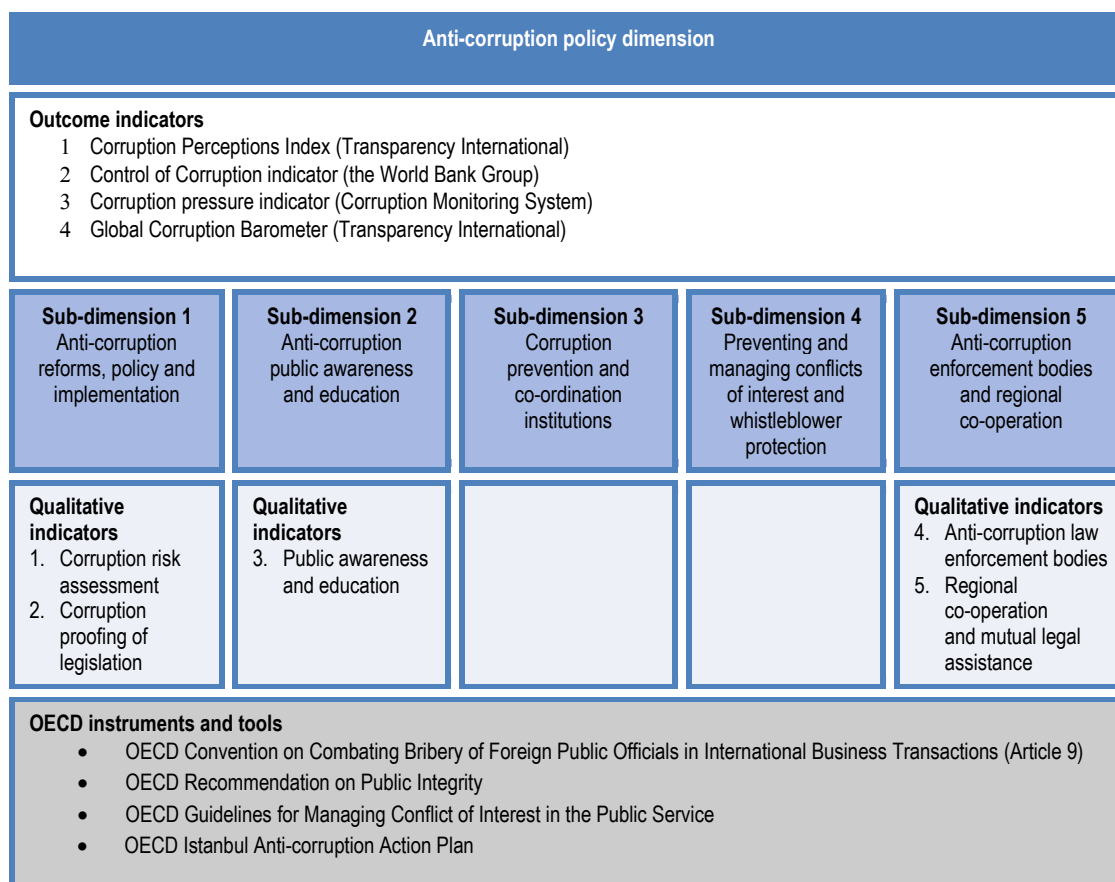 Anti-corruption policy dimension
Outcome indicators
1 Corruption Perceptions Index (Transparency International)
2 Control of Corruption indicator (the World Bank Group)
3 Corruption pressure indicator (Corruption Monitoring System)
4 Global Corruption Barometer (Transparency International)
Sub-dimension 1
Anti-corruption
reforms, policy and
implementation
Sub-dimension 2
Anti-corruption
public awareness
and education
Sub-dimension 3
Corruption
prevention and
co-ordination
institutions
Sub-dimension 4
Preventing and
managing conflicts
of interest and
whistleblower
protection
Sub-dimension 5
Anti-corruption
enforcement bodies
and regional
co-operation
Qualitative
indicators
1. Corruption risk
assessment
2. Corruption
proofing of
legislation
Qualitative
indicators
3. Public awareness
and education
Qualitative indicators
4. Anti-corruption law
enforcement bodies
5. Regional
co-operation
and mutual legal
assistance
OECD instruments and tools
• OECD Convention on Combating Bribery of Foreign Public Officials in International Business Transactions (Article 9)
• OECD Recommendation on Public Integrity
• OECD Guidelines for Managing Conflict of Interest in the Public Service
• OECD Istanbul Anti-corruption Action Plan